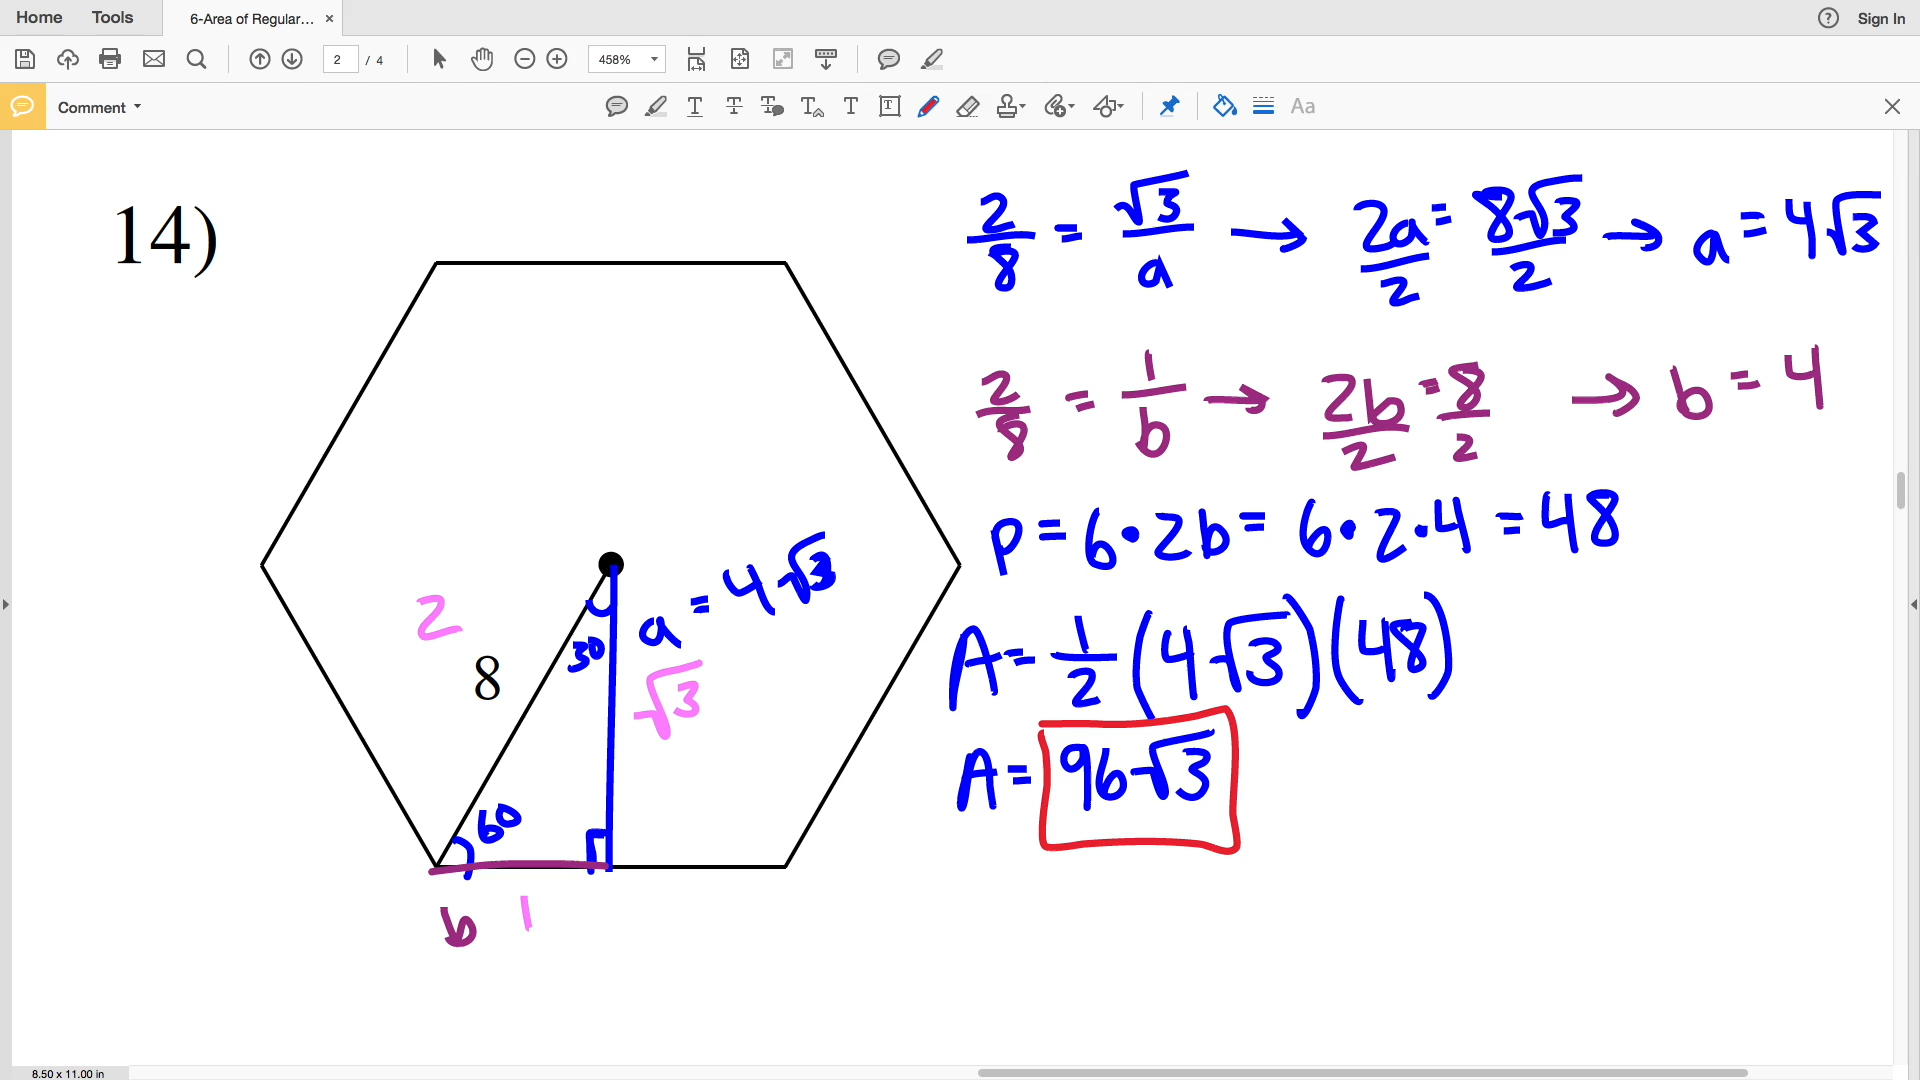 Home Tools 6-Area of Regular... × ? Sign In
2 / 4 458%
Comment Aa
14)
2/8 = √3/a → 2a/2 = 8√3/2 → a = 4√3
2/8 = 1/b → 2b/2 = 8/2 → b = 4
p = 6•2b = 6•2•4 = 48
2
8
30
a = 4√3
√3
A = 1/2 (4√3)(48)
A = 96√3
60
b 1
8.50 x 11.00 in